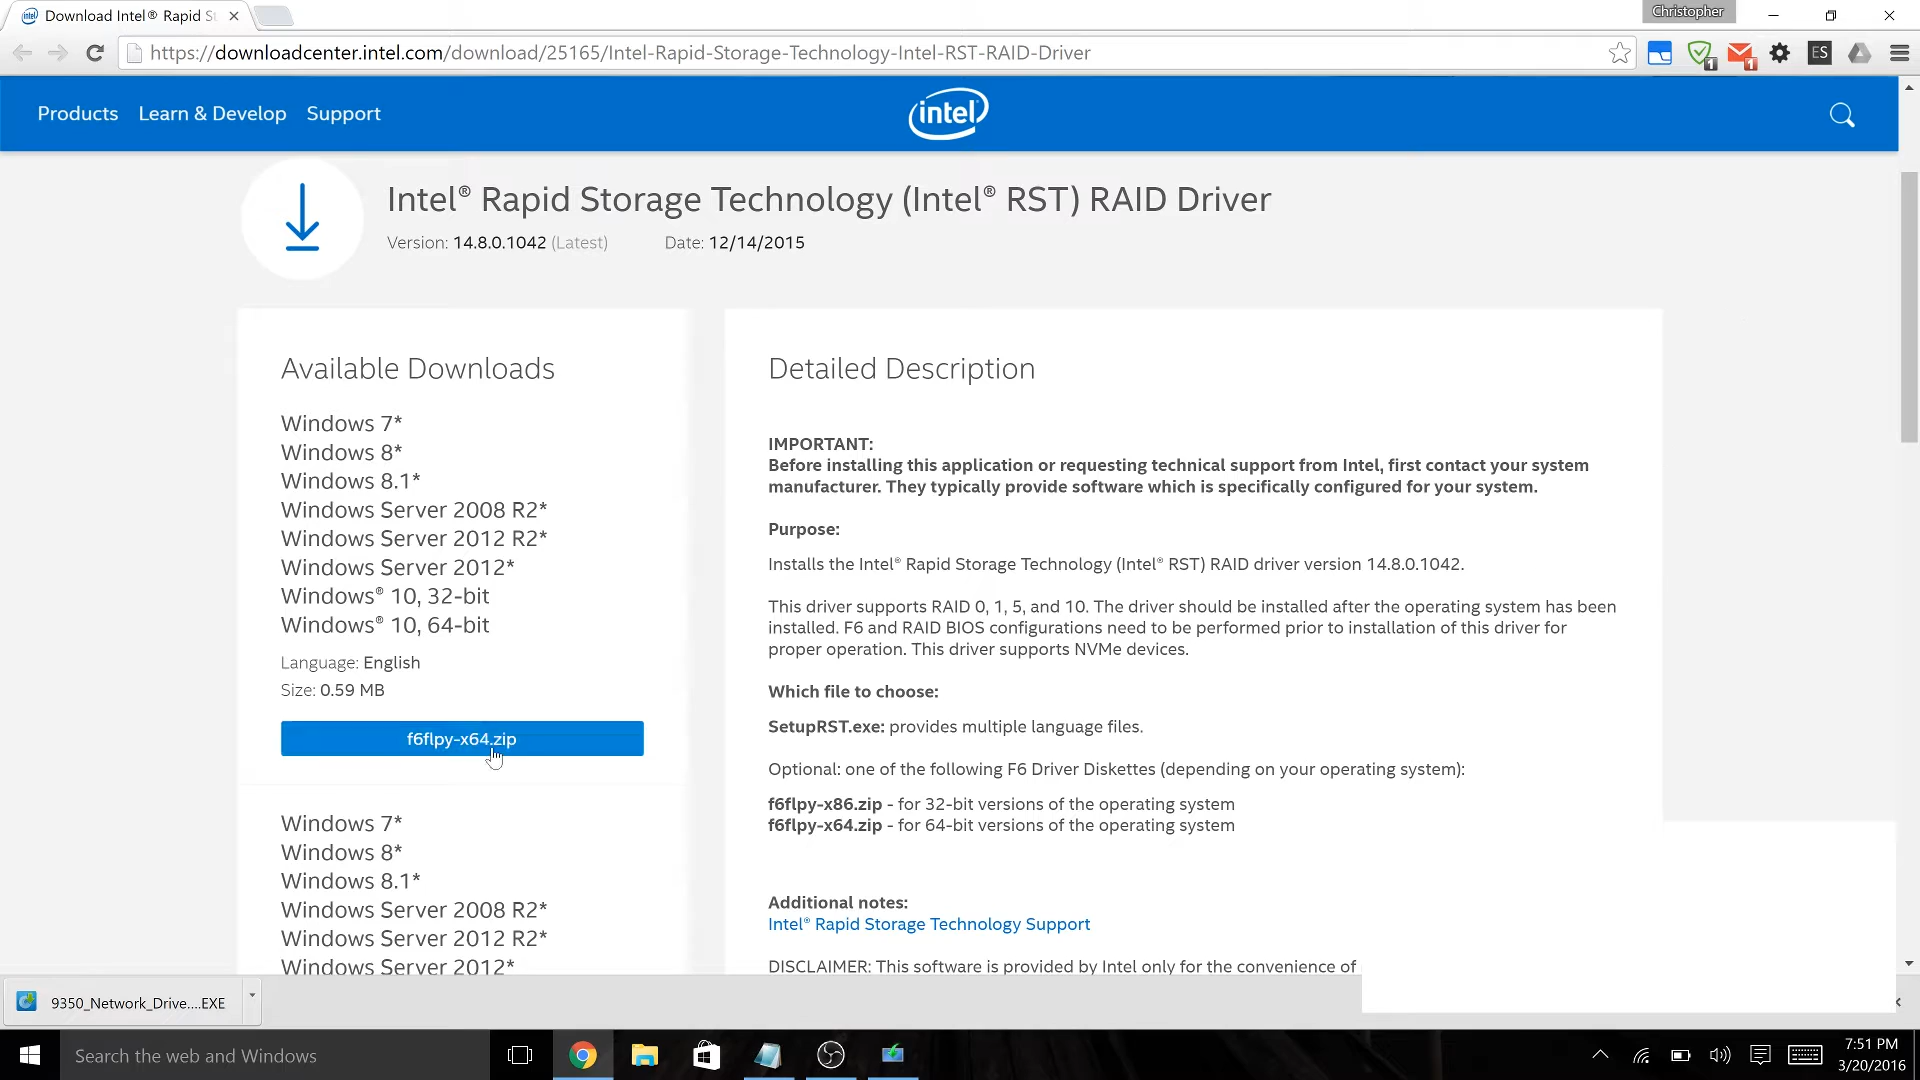 Download Intel® Rapid S
Christopher
https://downloadcenter.intel.com/download/25165/Intel-Rapid-Storage-Technology-Intel-RST-RAID-Driver
1
1
ES
Products
Learn & Develop
Support
intel
Intel® Rapid Storage Technology (Intel® RST) RAID Driver
Version: 14.8.0.1042 (Latest)
Date: 12/14/2015
Available Downloads
Windows 7*
Windows 8*
Windows 8.1*
Windows Server 2008 R2*
Windows Server 2012 R2*
Windows Server 2012*
Windows® 10, 32-bit
Windows® 10, 64-bit
Language: English
Size: 0.59 MB
f6flpy-x64.zip
Windows 7*
Windows 8*
Windows 8.1*
Windows Server 2008 R2*
Windows Server 2012 R2*
Windows Server 2012*
Detailed Description
IMPORTANT:
Before installing this application or requesting technical support from Intel, first contact your system
manufacturer. They typically provide software which is specifically configured for your system.
Purpose:
Installs the Intel® Rapid Storage Technology (Intel® RST) RAID driver version 14.8.0.1042.
This driver supports RAID 0, 1, 5, and 10. The driver should be installed after the operating system has been
installed. F6 and RAID BIOS configurations need to be performed prior to installation of this driver for
proper operation. This driver supports NVMe devices.
Which file to choose:
SetupRST.exe: provides multiple language files.
Optional: one of the following F6 Driver Diskettes (depending on your operating system):
f6flpy-x86.zip - for 32-bit versions of the operating system
f6flpy-x64.zip - for 64-bit versions of the operating system
Additional notes:
Intel® Rapid Storage Technology Support
DISCLAIMER: This software is provided by Intel only for the convenience of
9350_Network_Drive....EXE
Search the web and Windows
7:51 PM
3/20/2016